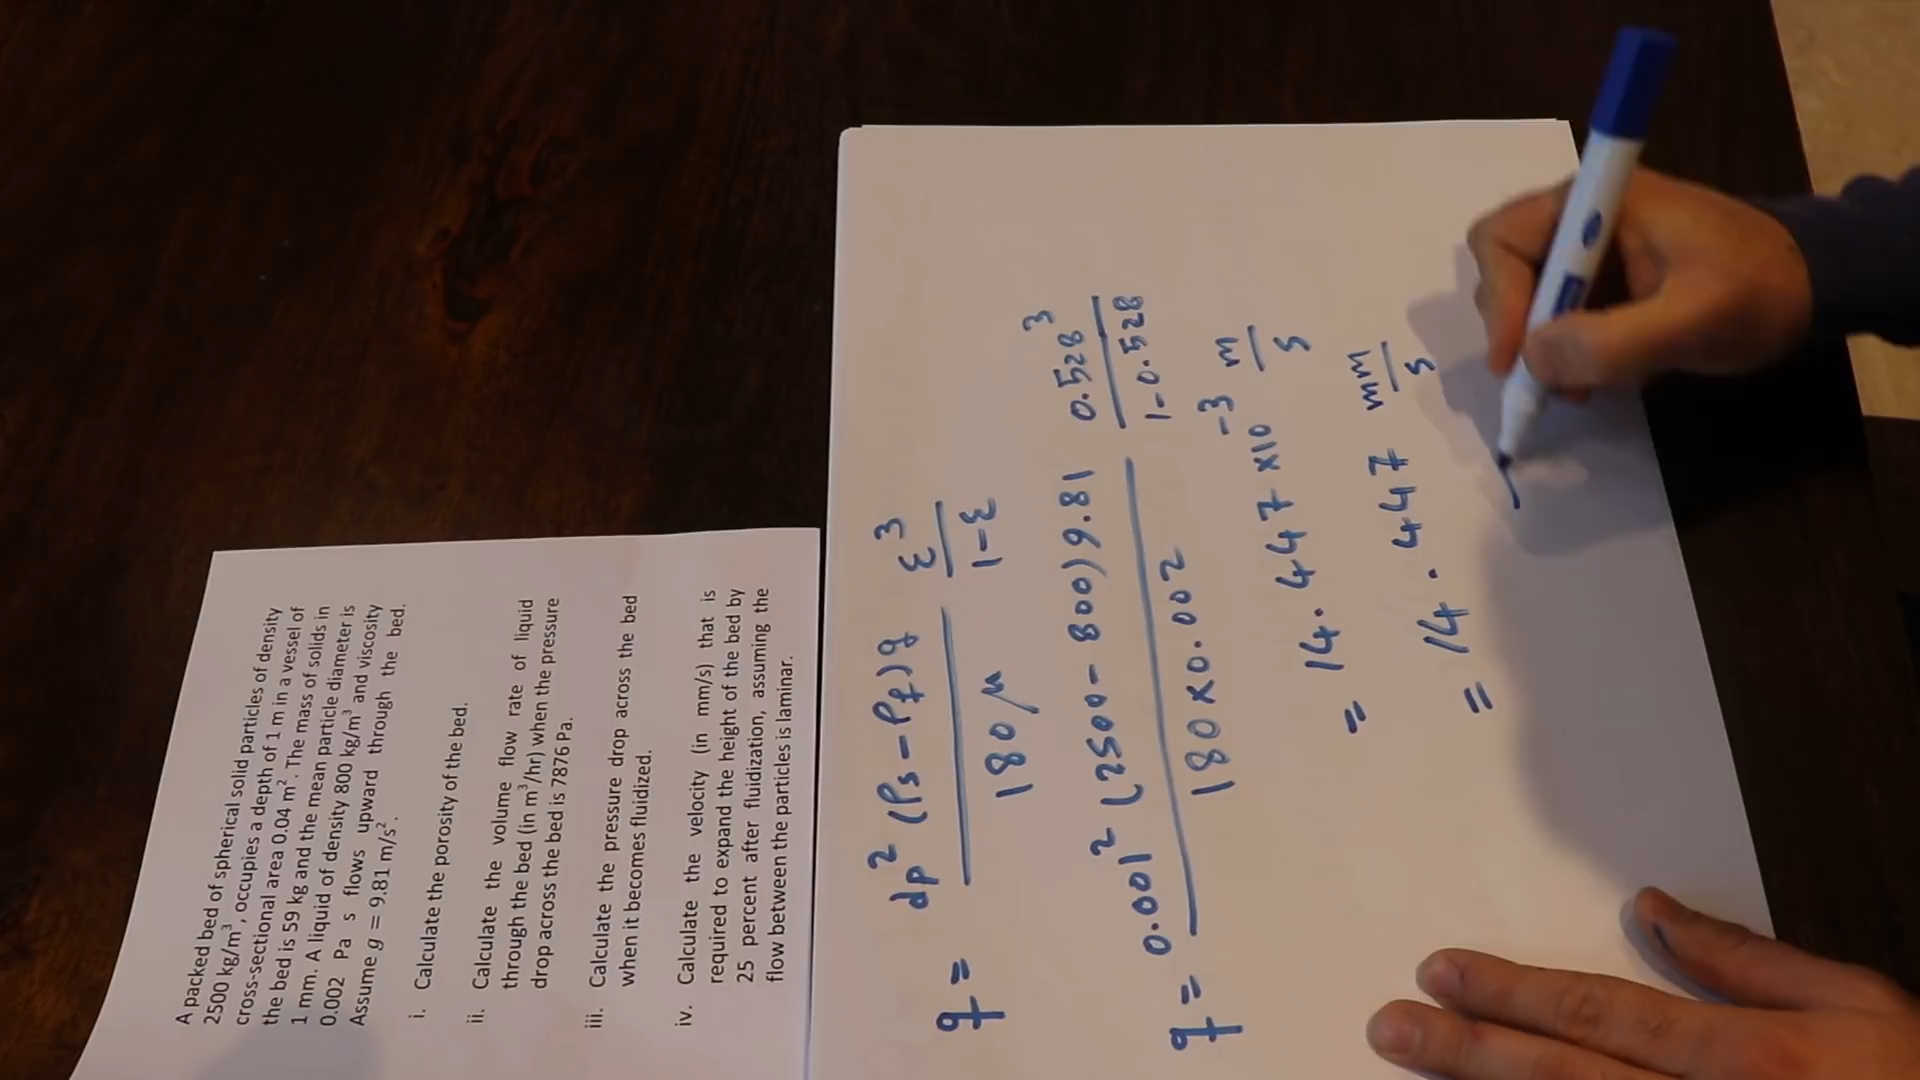 A packed bed of spherical solid particles of density
2500 kg/m³, occupies a depth of 1 m in a vessel of
cross-sectional area 0.04 m². The mass of solids in
the bed is 59 kg and the mean particle diameter is
1 mm. A liquid of density 800 kg/m³ and viscosity
0.002 Pa s flows upward through the bed.
Assume g = 9.81 m/s².
i. Calculate the porosity of the bed.
ii. Calculate the volume flow rate of liquid
through the bed (in m³/hr) when the pressure
drop across the bed is 7876 Pa.
iii. Calculate the pressure drop across the bed
when it becomes fluidized.
iv. Calculate the velocity (in mm/s) that is
required to expand the height of the bed by
25 percent after fluidization, assuming the
flow between the particles is laminar.
q = dp² (ρs - ρf) g / 180 μ ε³ / 1-ε
q = 0.001² (2500 - 800) 9.81 / 180 × 0.002 0.528³ / 1-0.528
= 14.447 × 10⁻³ m/s
= 14.447 mm/s